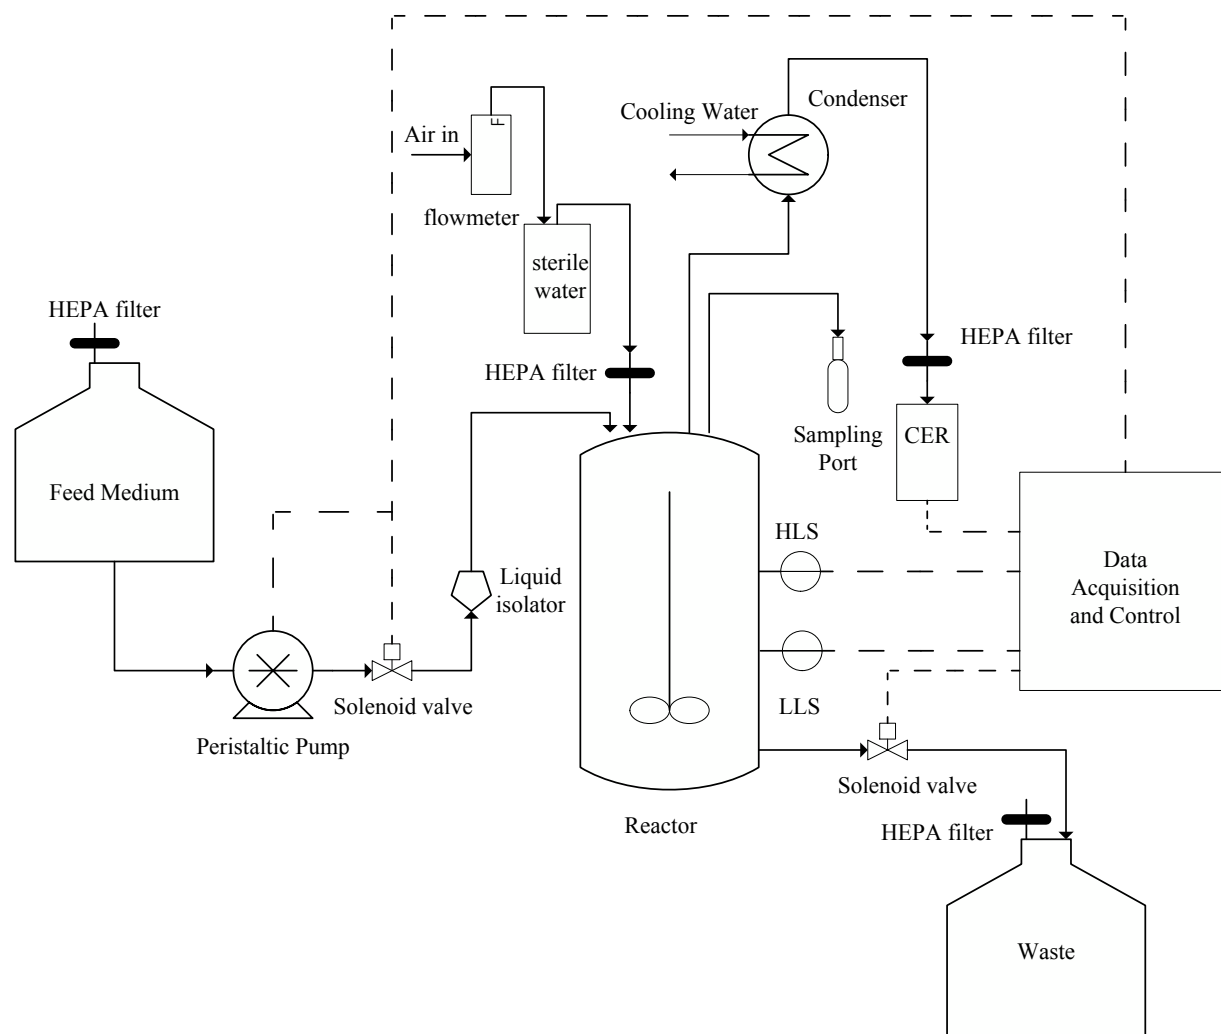 Cooling Water
Condenser
F
Air in
flowmeter
sterile
water
HEPA filter
HEPA filter
HEPA filter
Sampling
Port
CER
Feed Medium
HLS
Liquid
isolator
Data
Acquisition
and Control
LLS
Solenoid valve
Peristaltic Pump
Solenoid valve
Reactor
HEPA filter
Waste